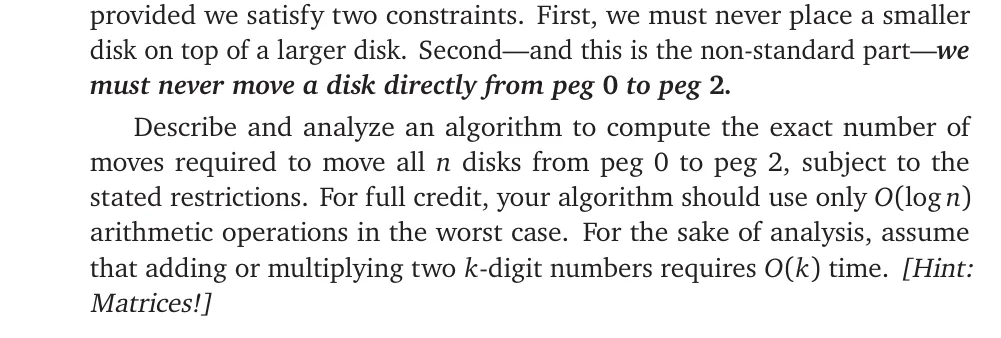 provided we satisfy two constraints. First, we must never place a smaller
disk on top of a larger disk. Second—and this is the non-standard part—we
must never move a disk directly from peg 0 to peg 2.
Describe and analyze an algorithm to compute the exact number of
moves required to move all n disks from peg 0 to peg 2, subject to the
stated restrictions. For full credit, your algorithm should use only O(log n)
arithmetic operations in the worst case. For the sake of analysis, assume
that adding or multiplying two k-digit numbers requires O(k) time. [Hint:
Matrices!]